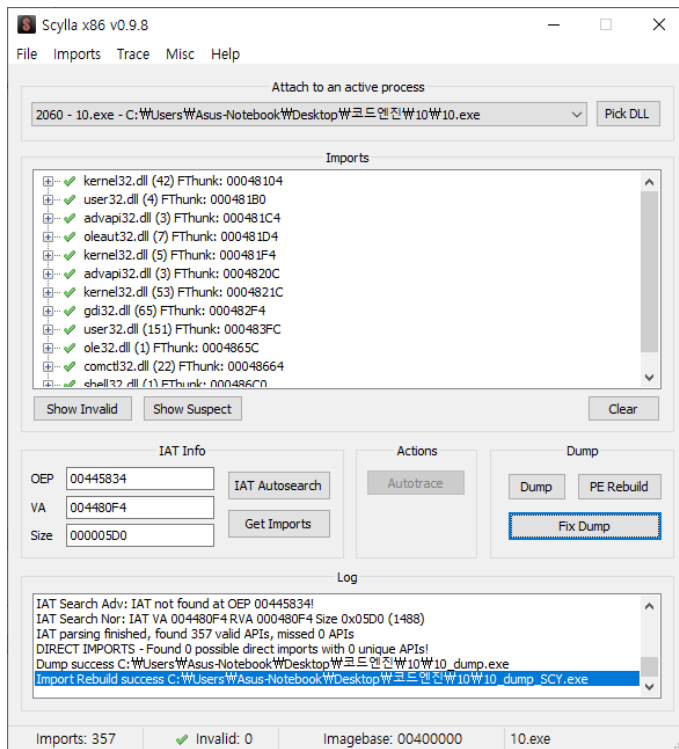 Scylla x86 v0.9.8
File Imports Trace Misc Help
Attach to an active process
2060 - 10.exe - C:₩Users₩Asus-Notebook₩Desktop₩코드엔진₩10₩10.exe
Pick DLL
Imports
kernel32.dll (42) FThunk: 00048104
user32.dll (4) FThunk: 000481B0
advapi32.dll (3) FThunk: 000481C4
oleaut32.dll (7) FThunk: 000481D4
kernel32.dll (5) FThunk: 000481F4
advapi32.dll (3) FThunk: 0004820C
kernel32.dll (53) FThunk: 0004821C
gdi32.dll (65) FThunk: 000482F4
user32.dll (151) FThunk: 000483FC
ole32.dll (1) FThunk: 0004865C
comctl32.dll (22) FThunk: 00048664
shell32.dll (1) FThunk: 000486C0
Show Invalid Show Suspect Clear
IAT Info
OEP 00445834
VA 004480F4
Size 000005D0
IAT Autosearch
Get Imports
Actions
Autotrace
Dump
Dump PE Rebuild
Fix Dump
Log
IAT Search Adv: IAT not found at OEP 00445834!
IAT Search Nor: IAT VA 004480F4 RVA 000480F4 Size 0x05D0 (1488)
IAT parsing finished, found 357 valid APIs, missed 0 APIs
DIRECT IMPORTS - Found 0 possible direct imports with 0 unique APIs!
Dump success C:₩Users₩Asus-Notebook₩Desktop₩코드엔진₩10₩10_dump.exe
Import Rebuild success C:₩Users₩Asus-Notebook₩Desktop₩코드엔진₩10₩10_dump_SCY.exe
Imports: 357 Invalid: 0 Imagebase: 00400000 10.exe